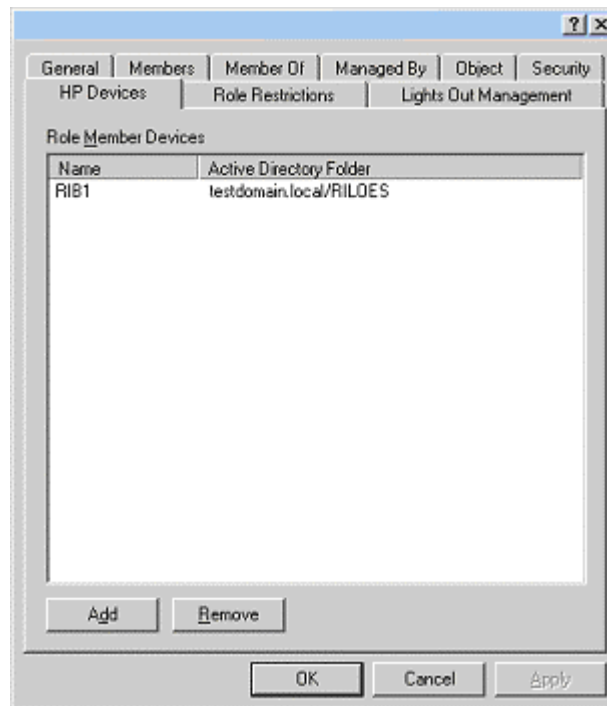 General Members Member Of Managed By Object Security
HP Devices Role Restrictions Lights Out Management
Role Member Devices
Name Active Directory Folder
RIB1 testdomain.local/RILOES
Add Remove
OK Cancel Apply